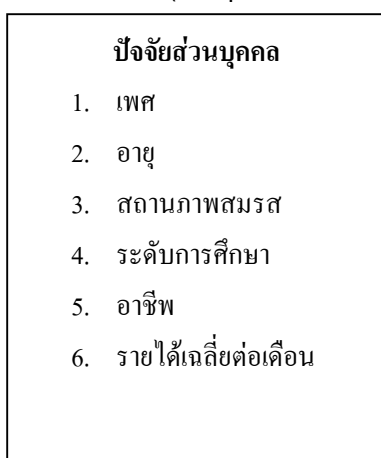 ปัจจัยส่วนบุคคล
1. เพศ
2. อายุ
3. สถานภาพสมรส
4. ระดับการศึกษา
5. อาชีพ
6. รายได้เฉลี่ยต่อเดือน